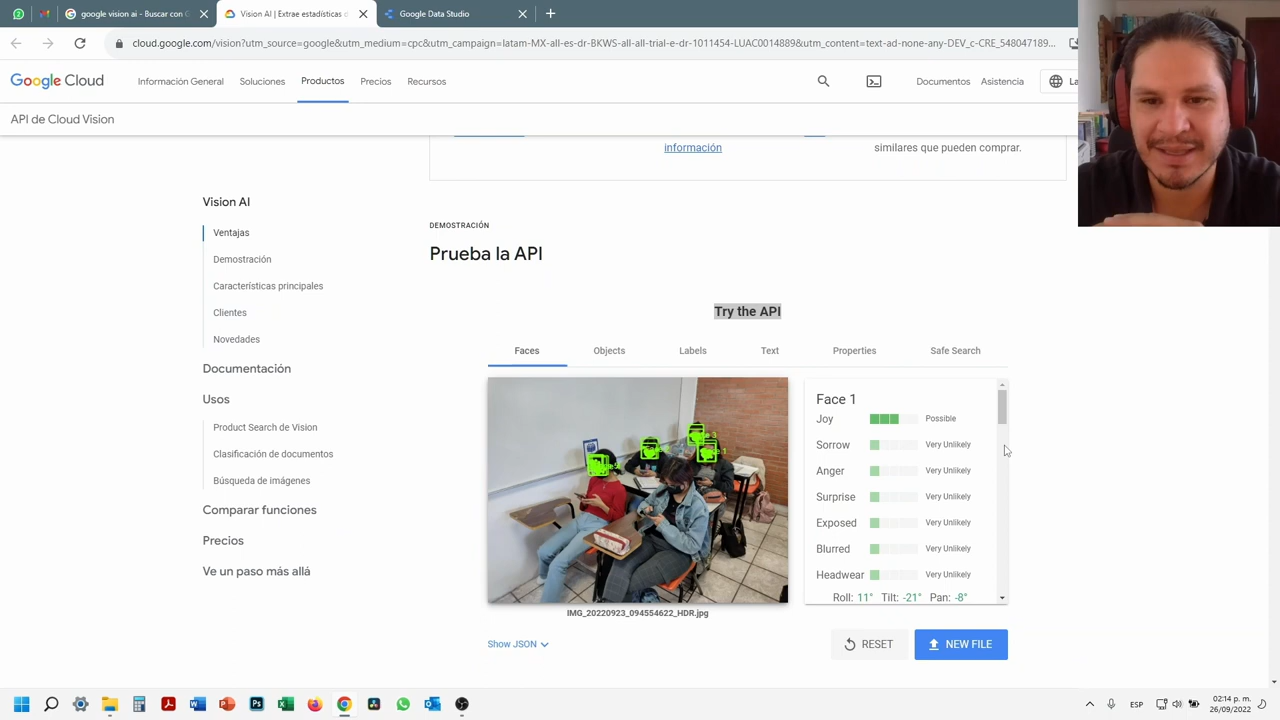 google vision ai - Buscar con G
Vision AI | Extrae estadísticas d
Google Data Studio
cloud.google.com/vision?utm_source=google&utm_medium=cpc&utm_campaign=latam-MX-all-es-dr-BKWS-all-all-trial-e-dr-1011454-LUAC0014889&utm_content=text-ad-none-any-DEV_c-CRE_548047189...
Google Cloud
Información General
Soluciones
Productos
Precios
Recursos
Documentos
Asistencia
La
API de Cloud Vision
información
similares que pueden comprar.
Vision AI
Ventajas
Demostración
Características principales
Clientes
Novedades
Documentación
Usos
Product Search de Vision
Clasificación de documentos
Búsqueda de imágenes
Comparar funciones
Precios
Ve un paso más allá
DEMOSTRACIÓN
Prueba la API
Try the API
Faces
Objects
Labels
Text
Properties
Safe Search
Face 1
Joy Possible
Sorrow Very Unlikely
Anger Very Unlikely
Surprise Very Unlikely
Exposed Very Unlikely
Blurred Very Unlikely
Headwear Very Unlikely
Roll: 11° Tilt: -21° Pan: -8°
IMG_20220923_094554622_HDR.jpg
Show JSON
RESET
NEW FILE
ESP
02:14 p. m.
26/09/2022